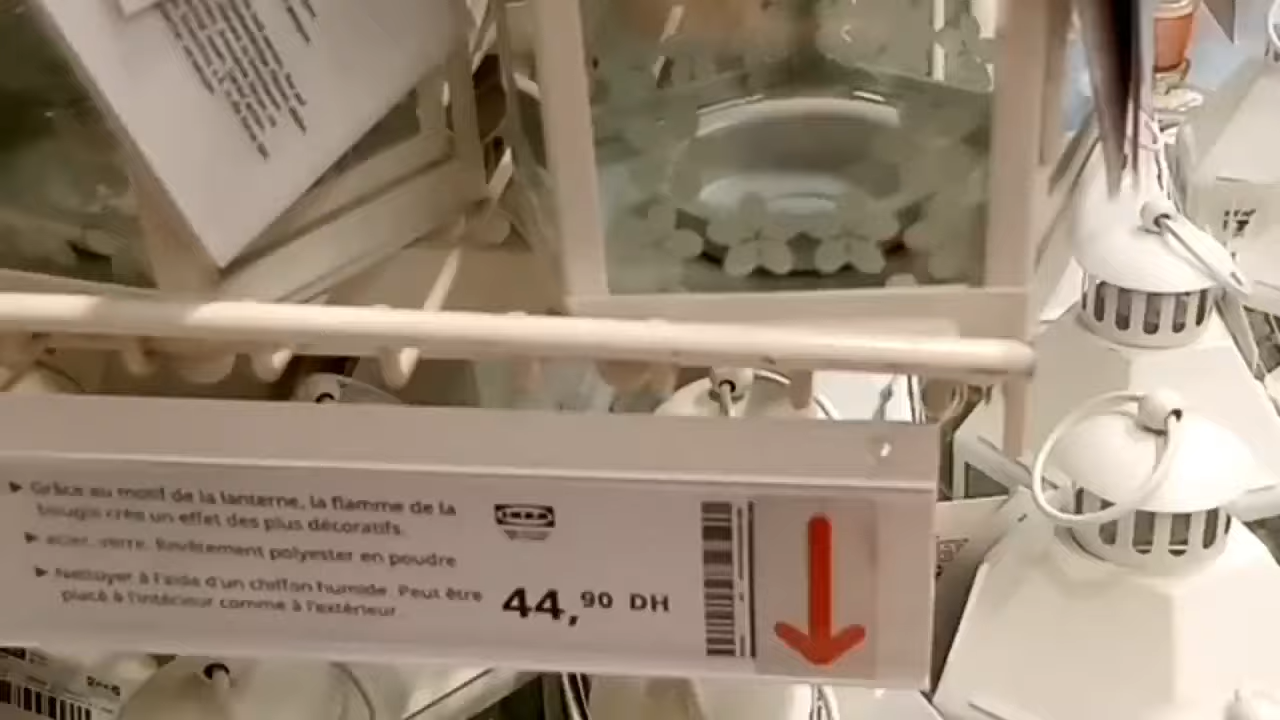 Grâce au motif de la lanterne, la flamme de la
bougie crée un effet des plus décoratifs.
acier, verre. Revêtement polyester en poudre
Nettoyer à l'aide d'un chiffon humide. Peut être
placé à l'intérieur comme à l'extérieur.
IKEA
44,90 DH